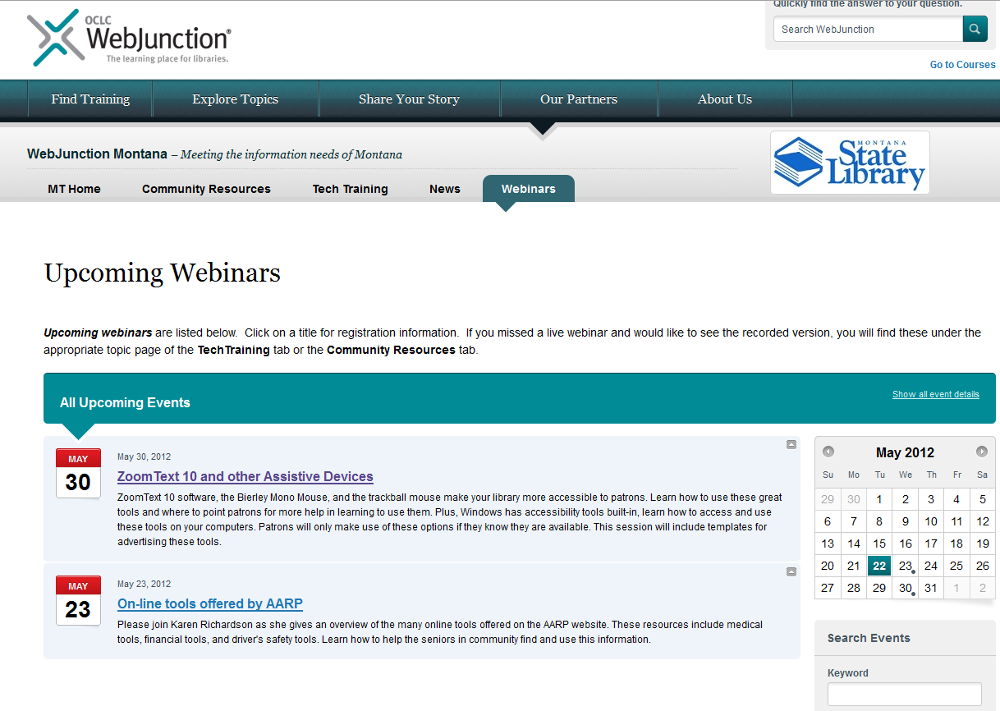 Quickly find the answer to your question.
OCLC
WebJunction®
The learning place for libraries.
Search WebJunction
Go to Courses
Find Training
Explore Topics
Share Your Story
Our Partners
About Us
WebJunction Montana – Meeting the information needs of Montana
MONTANA
State
Library
MT Home
Community Resources
Tech Training
News
Webinars
Upcoming Webinars
Upcoming webinars are listed below.  Click on a title for registration information.  If you missed a live webinar and would like to see the recorded version, you will find these under the
appropriate topic page of the TechTraining tab or the Community Resources tab.
All Upcoming Events
Show all event details
MAY
30
May 30, 2012
ZoomText 10 and other Assistive Devices
ZoomText 10 software, the Bierley Mono Mouse, and the trackball mouse make your library more accessible to patrons. Learn how to use these great
tools and where to point patrons for more help in learning to use them. Plus, Windows has accessibility tools built-in, learn how to access and use
these tools on your computers. Patrons will only make use of these options if they know they are available. This session will include templates for
advertising these tools.
MAY
23
May 23, 2012
On-line tools offered by AARP
Please join Karen Richardson as she gives an overview of the many online tools offered on the AARP website. These resources include medical
tools, financial tools, and driver's safety tools. Learn how to help the seniors in community find and use this information.
May 2012
Su Mo Tu We Th Fr Sa
29 30 1 2 3 4 5
6 7 8 9 10 11 12
13 14 15 16 17 18 19
20 21 22 23 24 25 26
27 28 29 30 31 1 2
Search Events
Keyword